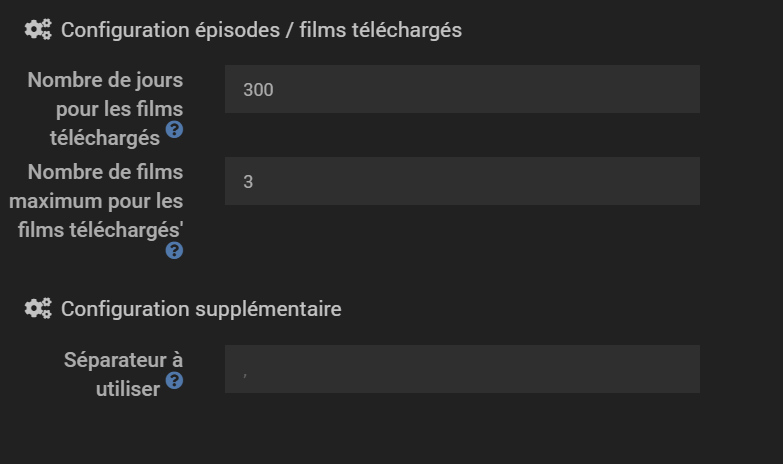 Configuration épisodes / films téléchargés
Nombre de jours
pour les films
téléchargés ?
300
Nombre de films
maximum pour les
films téléchargés'
?
3
Configuration supplémentaire
Séparateur à
utiliser ?
,